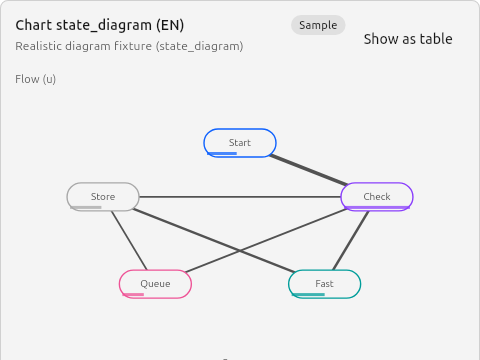 Chart state_diagram (EN)
Sample
Show as table
Realistic diagram fixture (state_diagram)
Flow (u)
Start
Store
Check
Queue
Fast